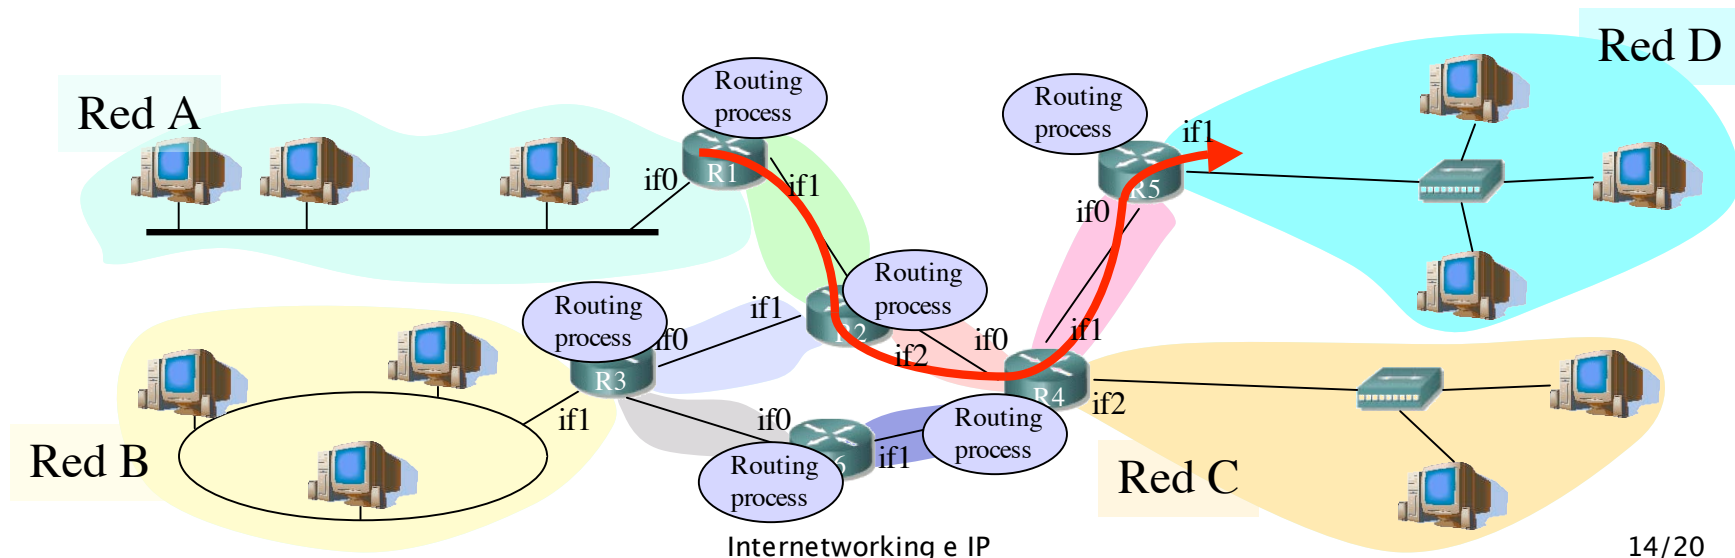 Red A
Routing
process
R1
if0
if1
Routing
process
R5
if1
if0
Red D
Routing
process
R2
if1
if2
Routing
process
R3
if0
if1
Red B
if0
if1
R4
if2
Routing
process
6
if0
if1
Routing
process
Red C
Internetworking e IP
14/20